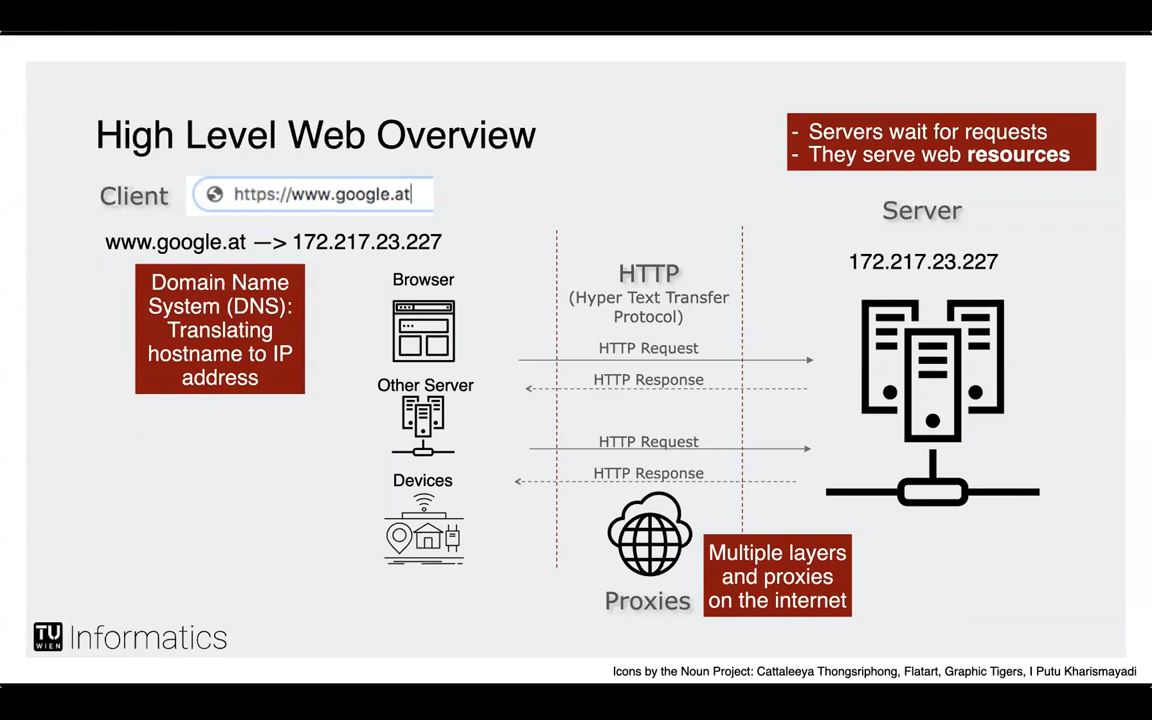 High Level Web Overview
- Servers wait for requests
- They serve web resources
Client
https://www.google.at
www.google.at —> 172.217.23.227
Domain Name
System (DNS):
Translating
hostname to IP
address
Browser
Other Server
Devices
HTTP
(Hyper Text Transfer
Protocol)
HTTP Request
HTTP Response
HTTP Request
HTTP Response
Proxies
Multiple layers
and proxies
on the internet
Server
172.217.23.227
TU
WIEN
Informatics
Icons by the Noun Project: Cattaleeya Thongsriphong, Flatart, Graphic Tigers, I Putu Kharismayadi